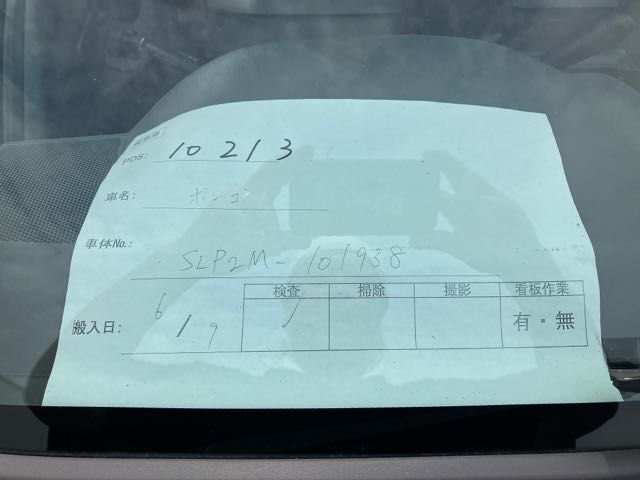 POS: 10213
車名: ボンゴ
車体No.: SLP2M-101938
検査 掃除 撮影 看板作業
搬入日: 6/9 有・無